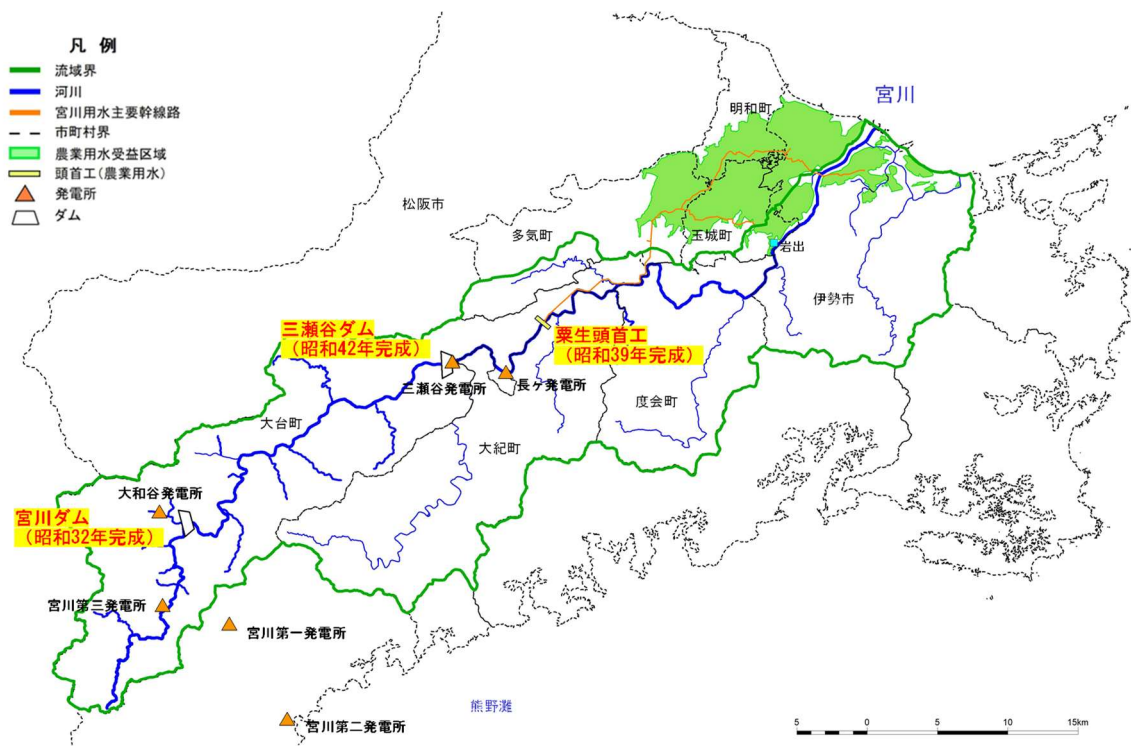 凡 例
流域界
河川
宮川用水主要幹線路
市町村界
農業用水受益区域
頭首工(農業用水)
発電所
ダム
宮川
明和町
松阪市
多気町
玉城町
岩出
伊勢市
三瀬谷ダム
(昭和42年完成)
粟生頭首工
(昭和39年完成)
三瀬谷発電所
長ケ発電所
度会町
大台町
大紀町
大和谷発電所
宮川ダム
(昭和32年完成)
宮川第三発電所
宮川第一発電所
熊野灘
宮川第二発電所
5 0 5 10 15km